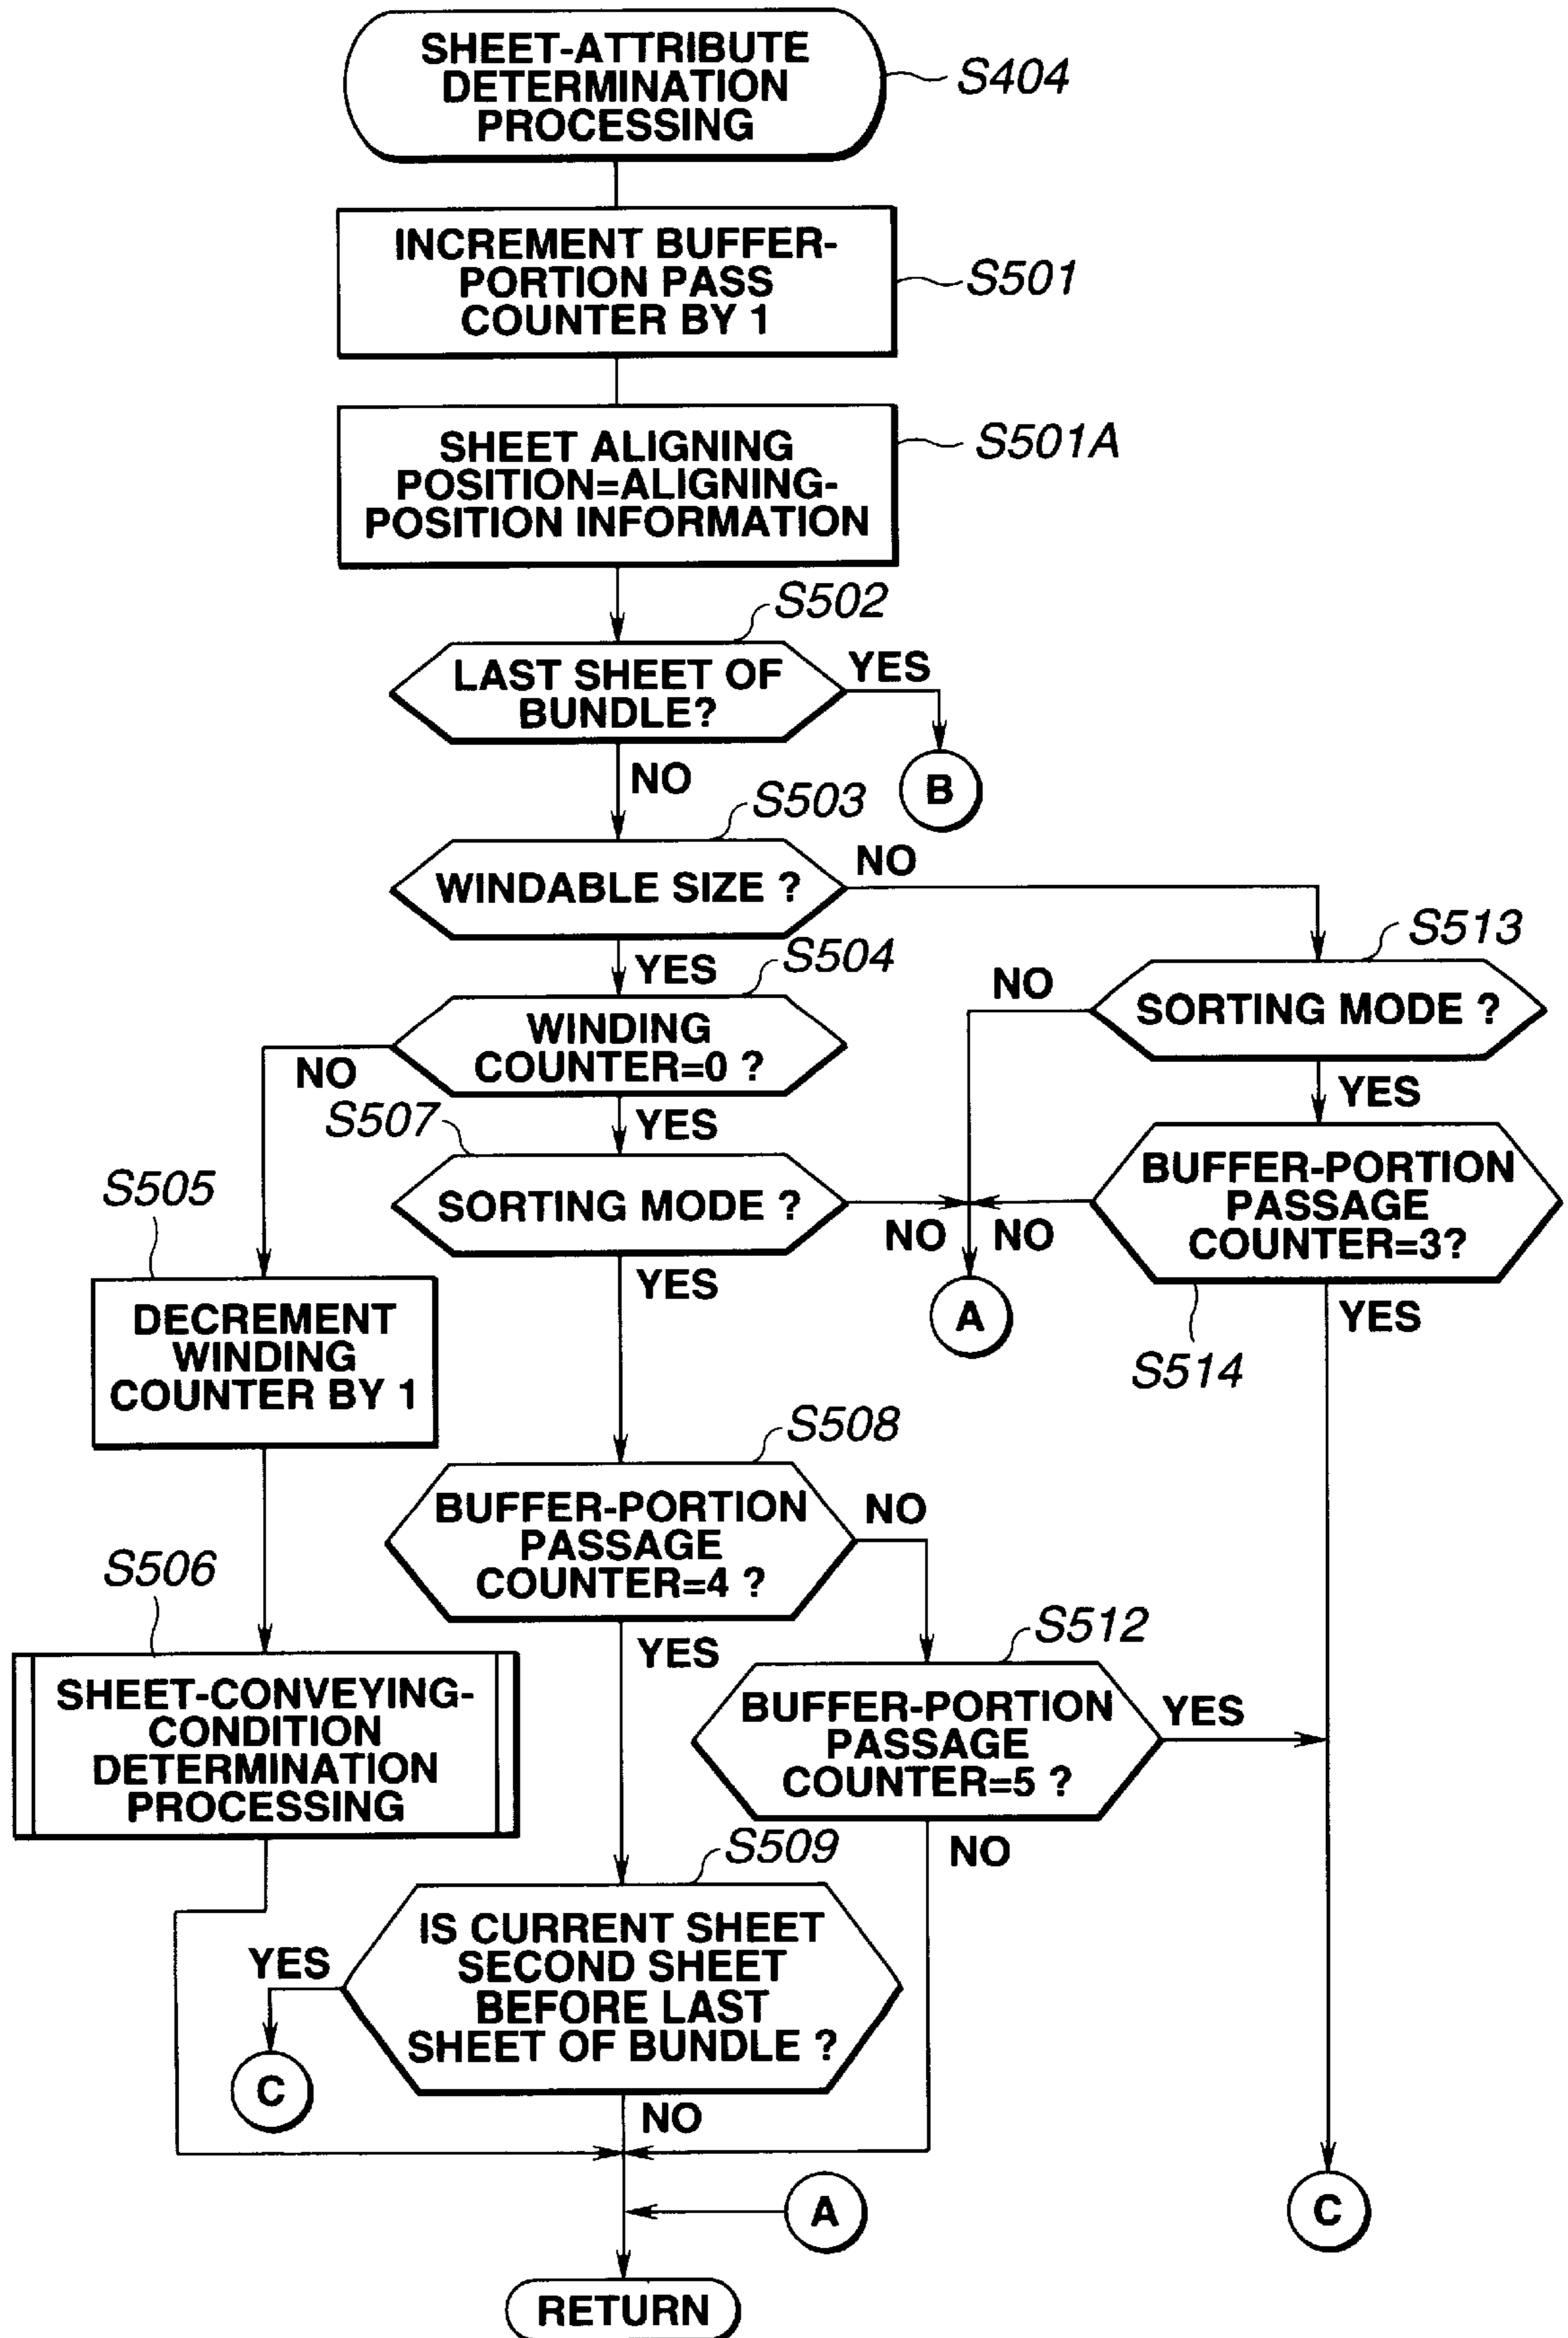 SHEET-ATTRIBUTE
DETERMINATION
PROCESSING
S404
INCREMENT BUFFER-
PORTION PASS
COUNTER BY 1
S501
SHEET ALIGNING
POSITION=ALIGNING-
POSITION INFORMATION
S501A
S502
LAST SHEET OF
BUNDLE?
YES
B
NO
S503
WINDABLE SIZE ?
NO
YES
S504
WINDING
COUNTER=0 ?
NO
YES
S513
SORTING MODE ?
NO
YES
S507
SORTING MODE ?
NO
NO
YES
BUFFER-PORTION
PASSAGE
COUNTER=3?
S514
YES
A
S505
DECREMENT
WINDING
COUNTER BY 1
S508
BUFFER-PORTION
PASSAGE
COUNTER=4 ?
NO
YES
S506
SHEET-CONVEYING-
CONDITION
DETERMINATION
PROCESSING
S512
BUFFER-PORTION
PASSAGE
COUNTER=5 ?
YES
NO
S509
IS CURRENT SHEET
SECOND SHEET
BEFORE LAST
SHEET OF BUNDLE ?
YES
C
NO
A
C
RETURN